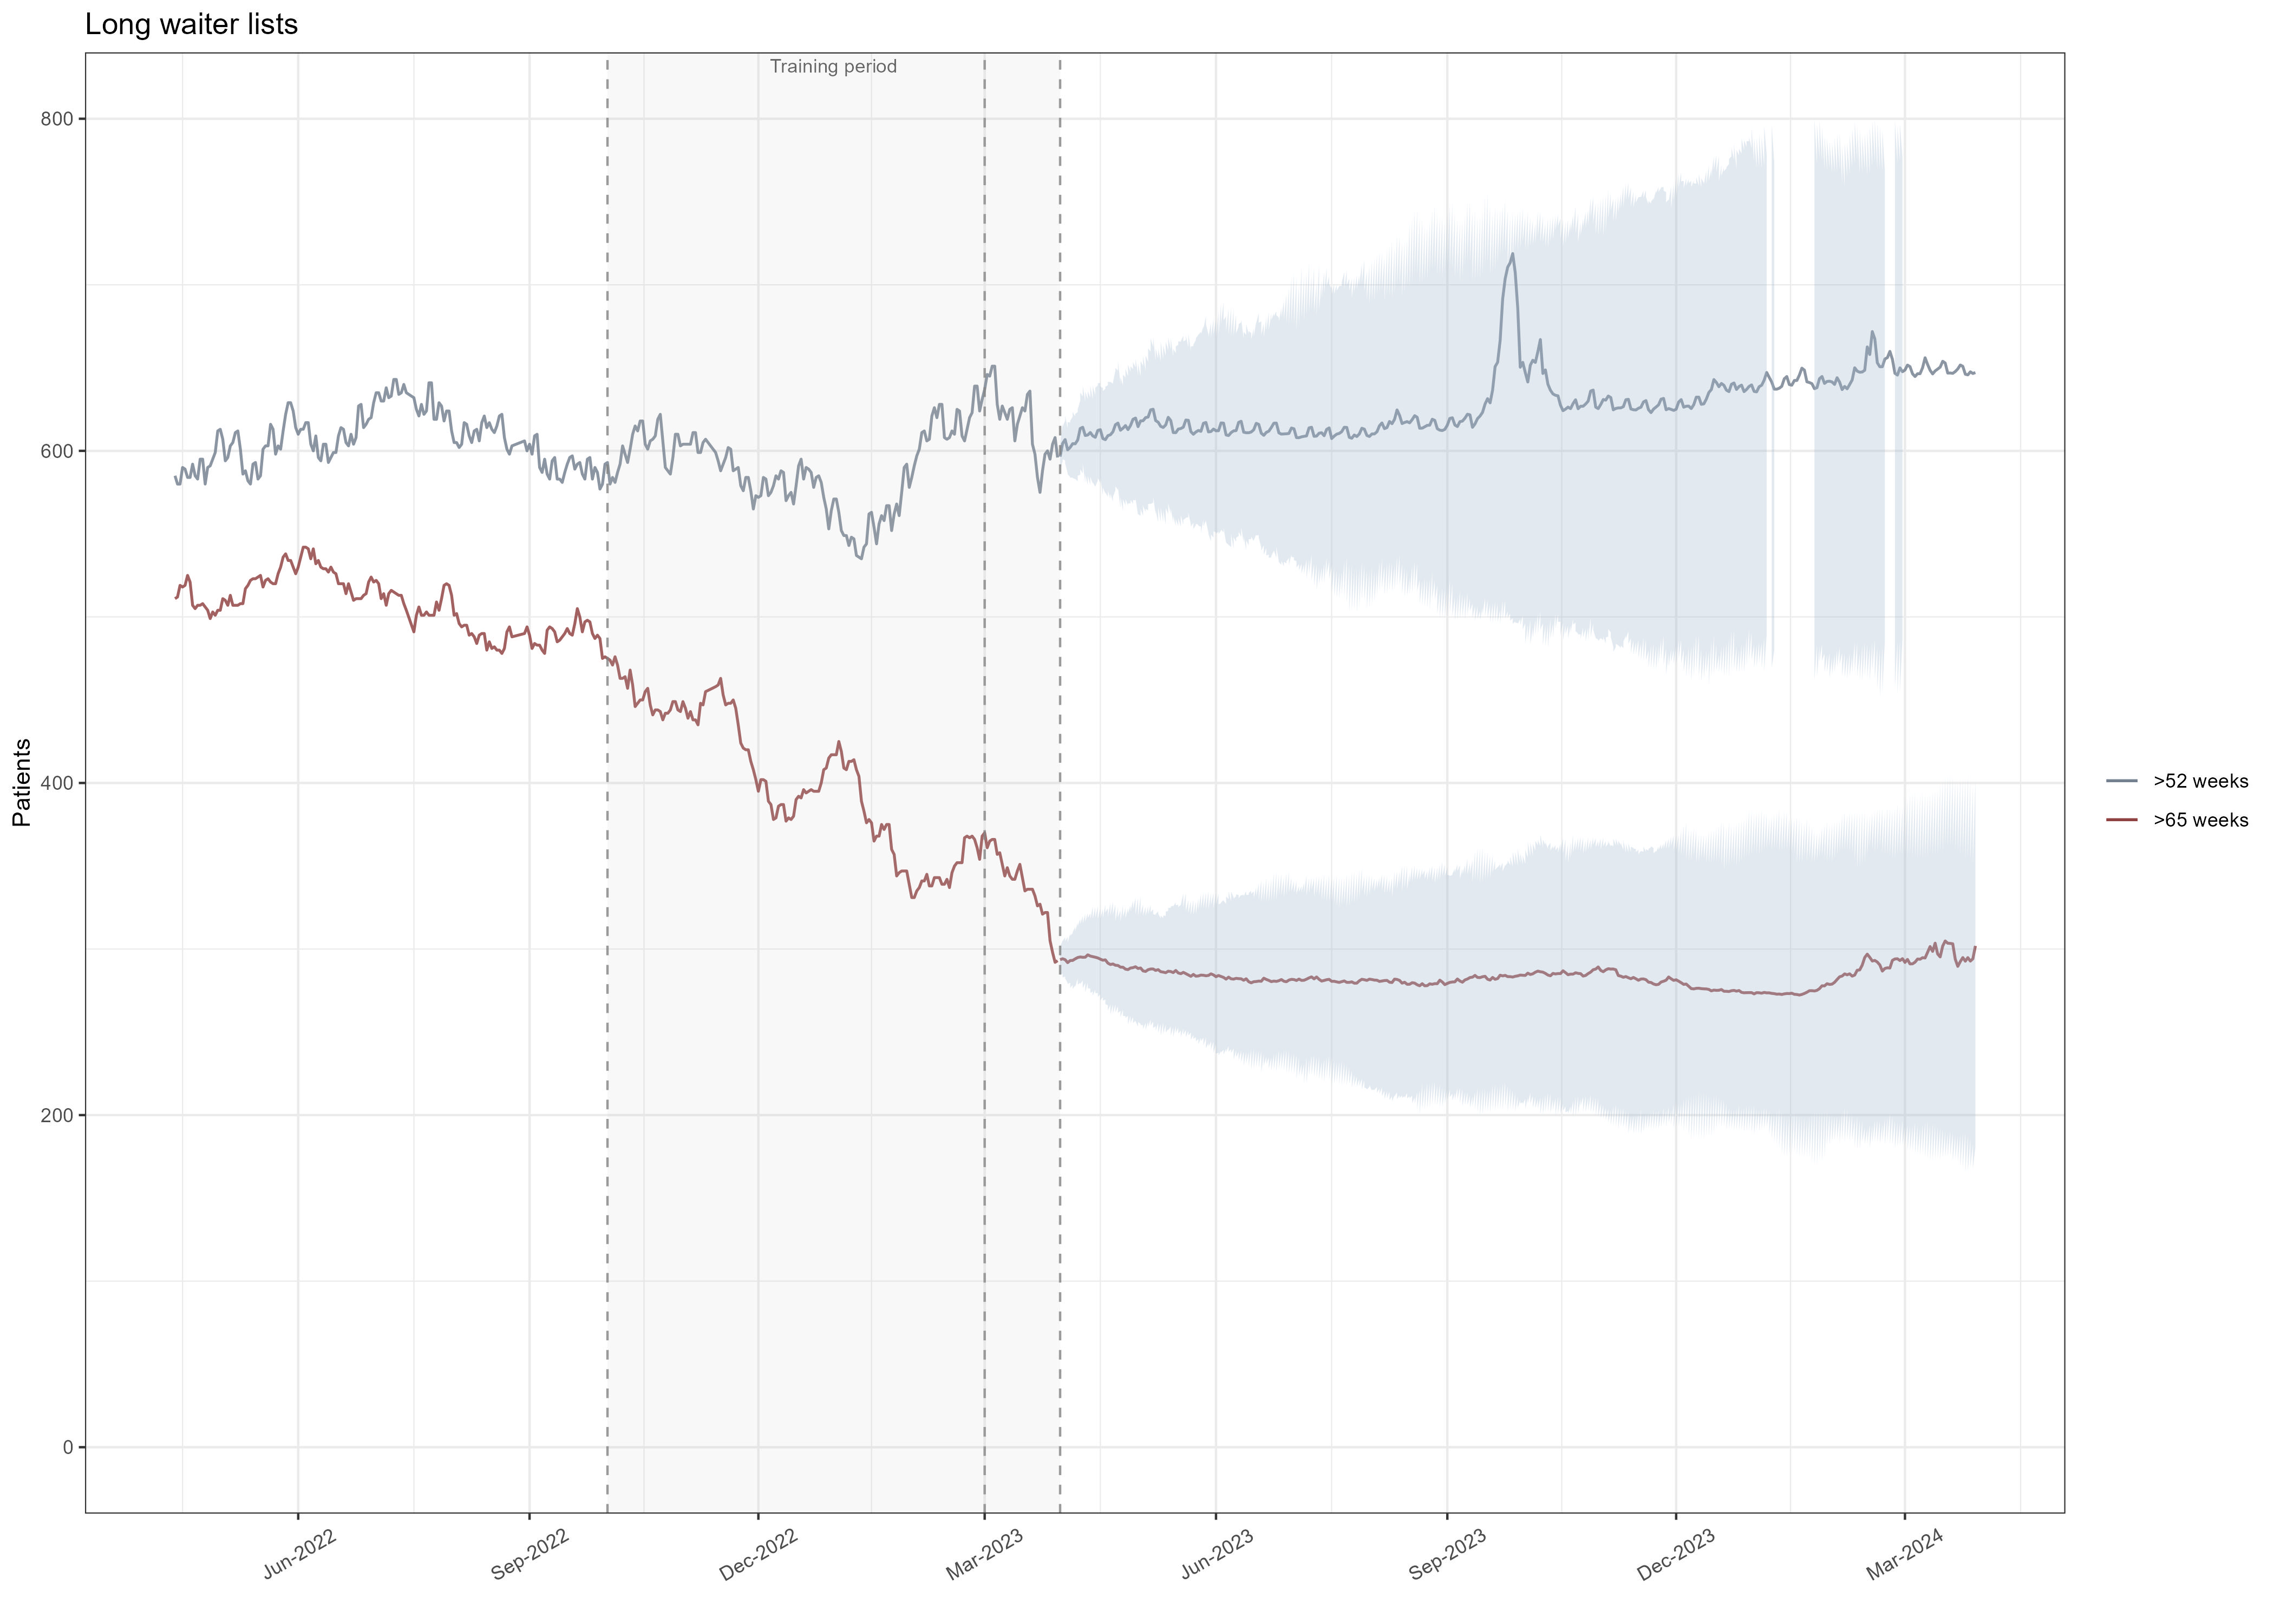 Long waiter lists
Training period
800
600
400
200
0
Patients
>52 weeks
>65 weeks
Jun-2022
Sep-2022
Dec-2022
Mar-2023
Jun-2023
Sep-2023
Dec-2023
Mar-2024